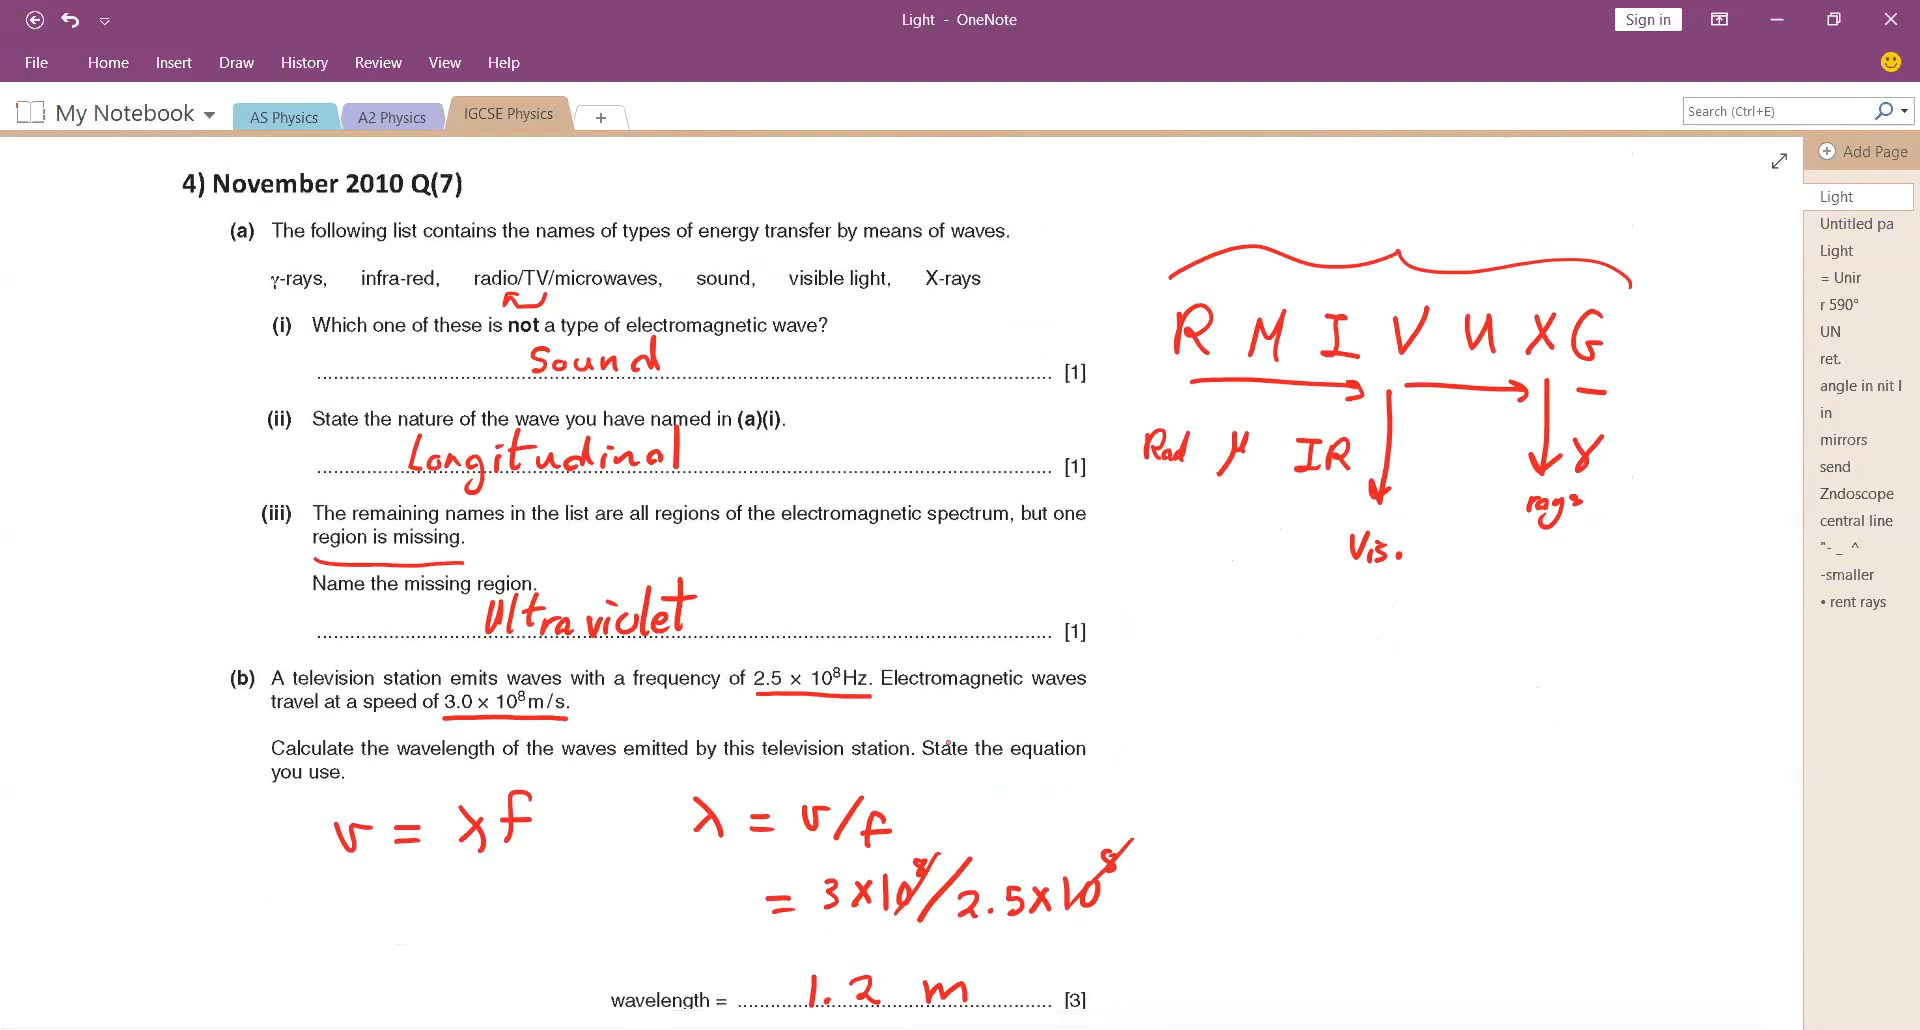 Light - OneNote
Sign in
File Home Insert Draw History Review View Help
My Notebook
AS Physics
A2 Physics
IGCSE Physics
+
Search (Ctrl+E)
Add Page
Light
Untitled pa
Light
= Unir
r 590°
UN
ret.
angle in nit I
in
mirrors
send
Zndoscope
central line
"- _ ^
-smaller
• rent rays
4) November 2010 Q(7)
(a) The following list contains the names of types of energy transfer by means of waves.
γ-rays, infra-red, radio/TV/microwaves, sound, visible light, X-rays
(i) Which one of these is not a type of electromagnetic wave?
Sound
[1]
(ii) State the nature of the wave you have named in (a)(i).
Longitudinal
[1]
(iii) The remaining names in the list are all regions of the electromagnetic spectrum, but one
region is missing.
Name the missing region.
Ultraviolet
[1]
(b) A television station emits waves with a frequency of 2.5 × 10⁸Hz. Electromagnetic waves
travel at a speed of 3.0 × 10⁸m/s.
Calculate the wavelength of the waves emitted by this television station. State the equation
you use.
v = λf
λ = v/f
= 3×10⁸/2.5×10⁸
wavelength = 1.2 m [3]
R M I V U X G
Rad μ IR γ
rays
Vis.